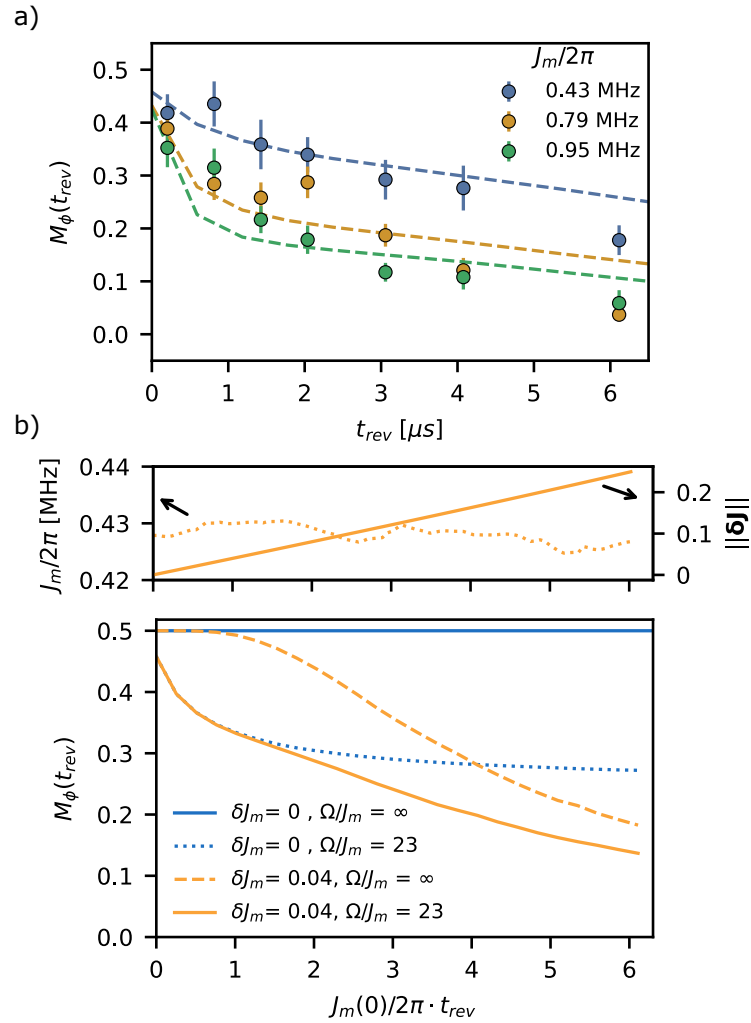 a)
J_m/2π
0.43 MHz
0.79 MHz
0.95 MHz
M_ϕ(t_rev)
0.5
0.4
0.3
0.2
0.1
0.0
0 1 2 3 4 5 6
t_rev [μs]
b)
J_m/2π [MHz]
0.44
0.43
0.42
0.2
0.1
0
||δJ||
M_ϕ(t_rev)
0.5
0.4
0.3
0.2
0.1
0.0
δJ_m= 0 , Ω/J_m = ∞
δJ_m= 0 , Ω/J_m = 23
δJ_m= 0.04, Ω/J_m = ∞
δJ_m= 0.04, Ω/J_m = 23
0 1 2 3 4 5 6
J_m(0)/2π · t_rev